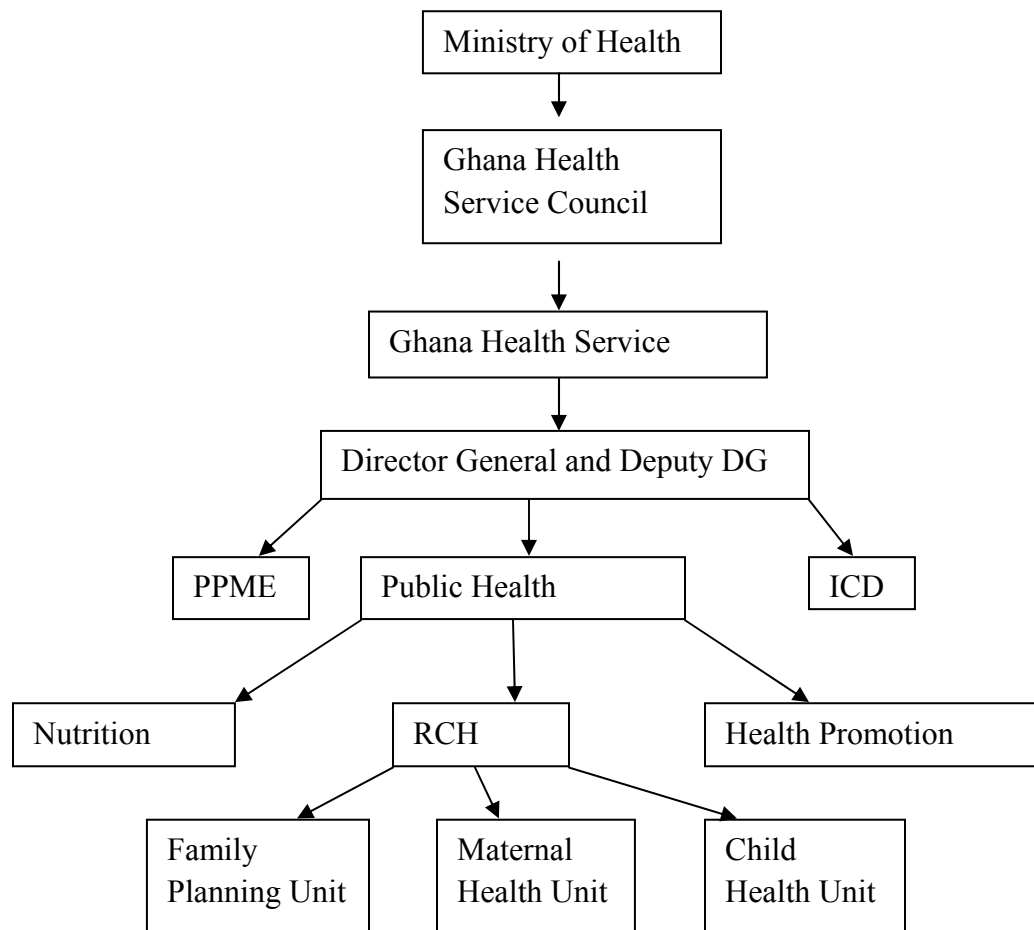 Ministry of Health
Ghana Health
Service Council
Ghana Health Service
Director General and Deputy DG
PPME
Public Health
ICD
Nutrition
RCH
Health Promotion
Family
Planning Unit
Maternal
Health Unit
Child
Health Unit